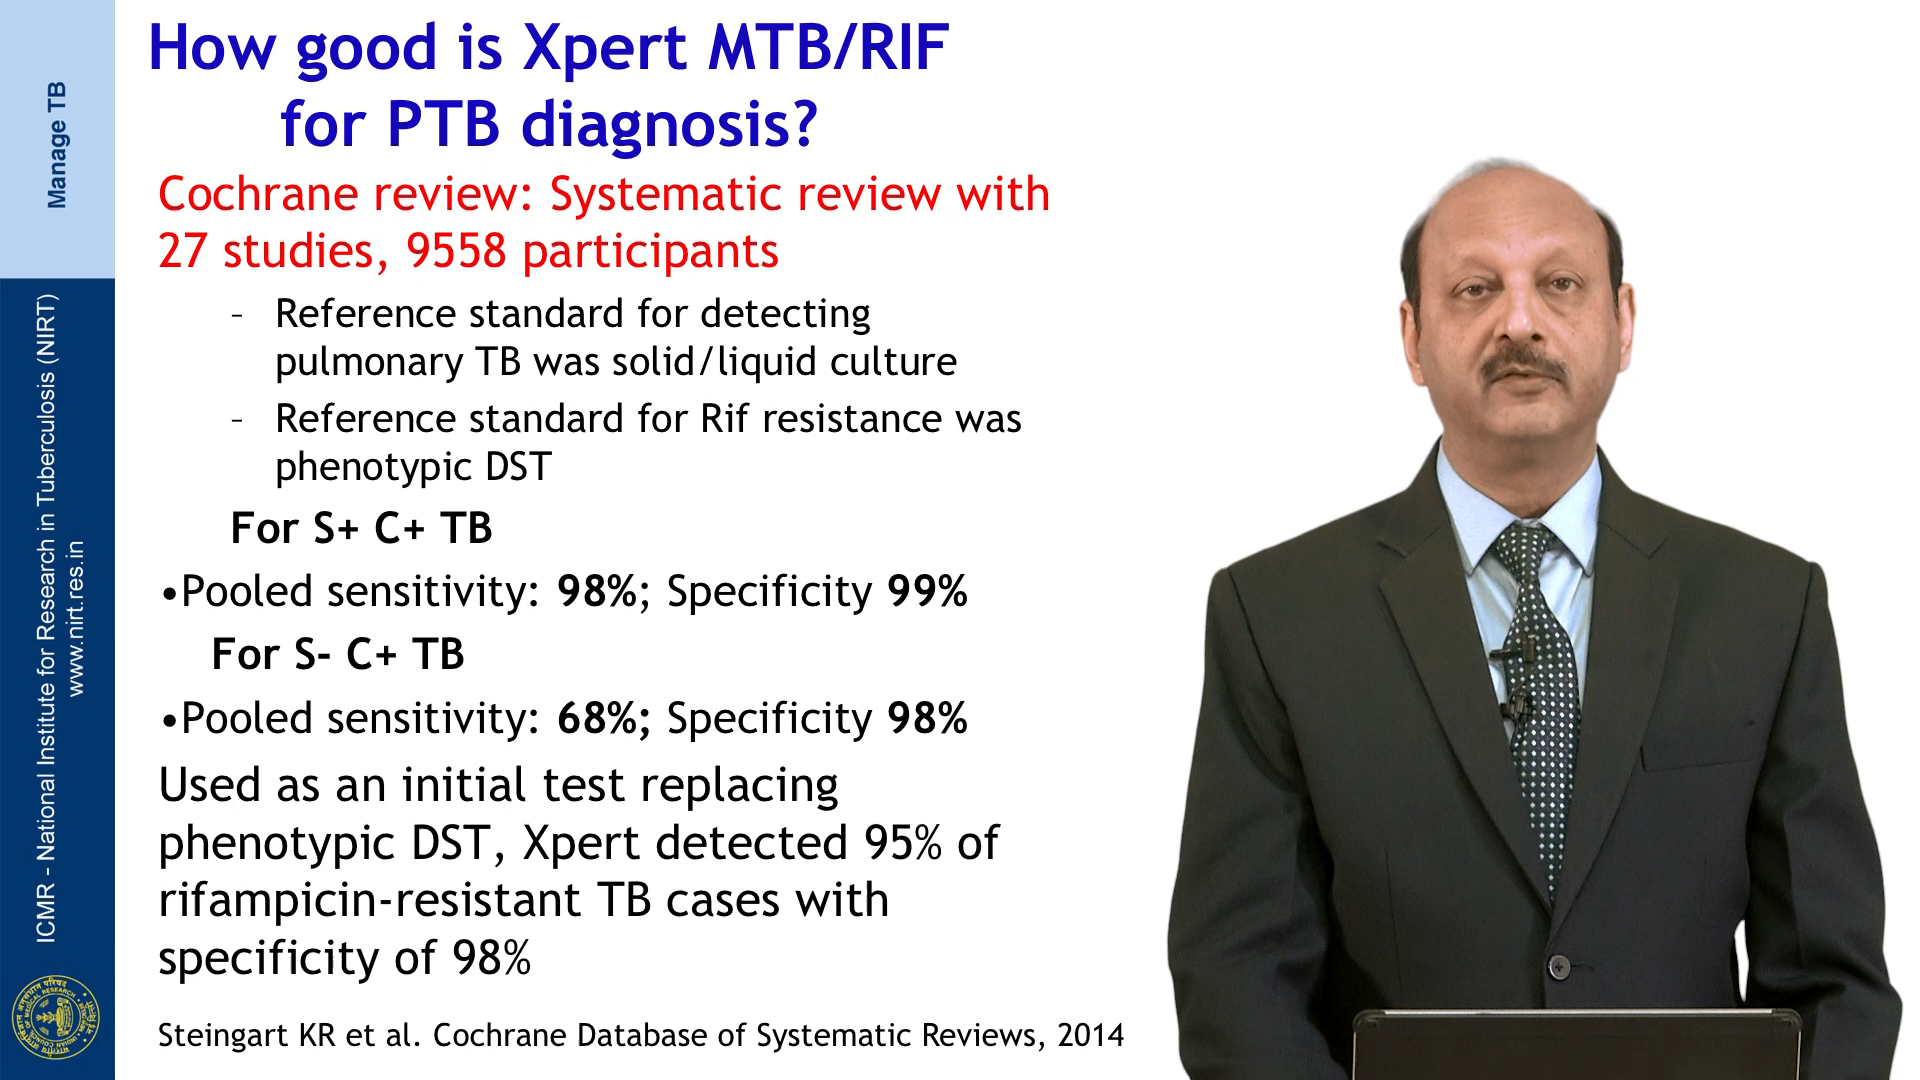 Manage TB
ICMR - National Institute for Research in Tuberculosis (NIRT)
www.nirt.res.in
How good is Xpert MTB/RIF
for PTB diagnosis?
Cochrane review: Systematic review with
27 studies, 9558 participants
– Reference standard for detecting
pulmonary TB was solid/liquid culture
– Reference standard for Rif resistance was
phenotypic DST
For S+ C+ TB
•Pooled sensitivity: 98%; Specificity 99%
For S- C+ TB
•Pooled sensitivity: 68%; Specificity 98%
Used as an initial test replacing
phenotypic DST, Xpert detected 95% of
rifampicin-resistant TB cases with
specificity of 98%
Steingart KR et al. Cochrane Database of Systematic Reviews, 2014